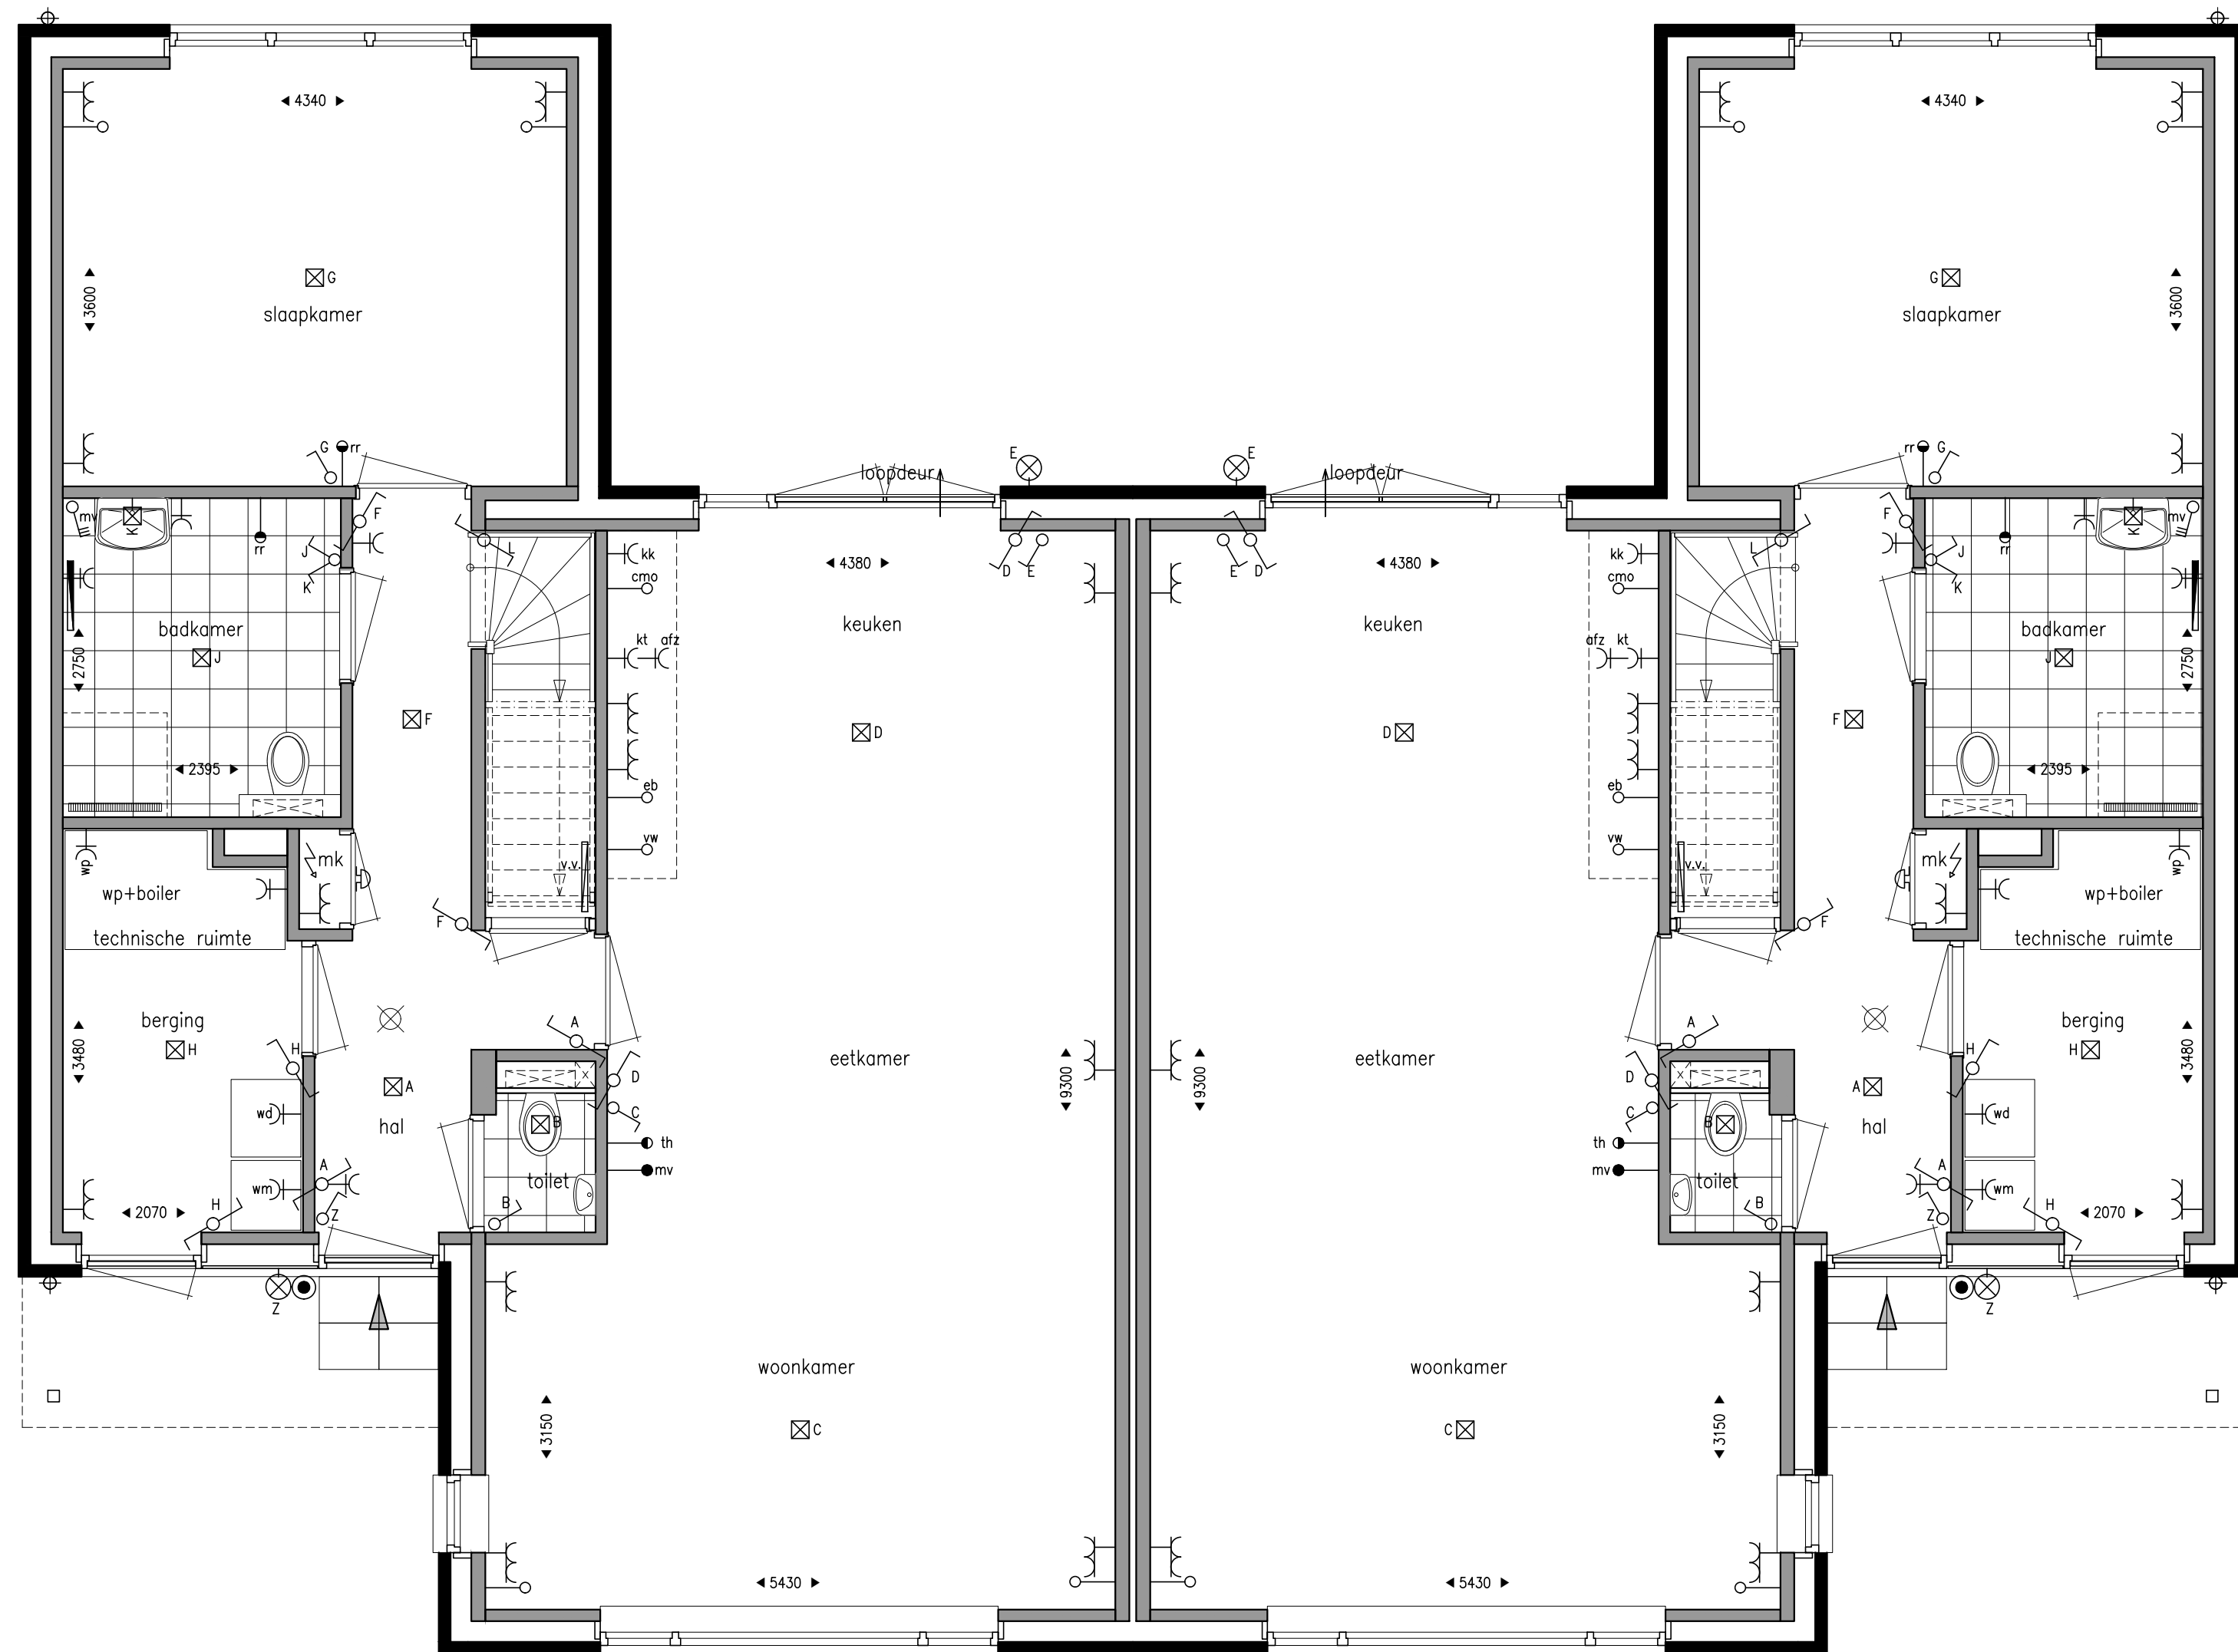 4340
4340
3600
G
slaapkamer
G
slaapkamer
3600
G rr
loopdeur
E
E
loopdeur
rr G
mv
K
rr
J
K
F
L
D E
E D
L
F
J
K
rr
K
mv
kk
cmo
4380
4380
kk
cmo
badkamer
J
2750
keuken
keuken
badkamer
J
2750
kt afz
afz kt
F
D
D
F
2395
2395
eb
eb
vw
vw
wp
mk
v.v.
v.v.
mk
wp
wp+boiler
wp+boiler
technische ruimte
F
F
technische ruimte
berging
H
3480
H
A
A
H
berging
H
3480
eetkamer
9300
9300
eetkamer
A
D
D
A
wd
hal
B
C
C
B
hal
wd
th
th
mv
mv
wm
A
toilet
toilet
A
wm
H
Z
B
B
Z
H
2070
2070
Z
Z
woonkamer
woonkamer
3150
C
C
3150
5430
5430